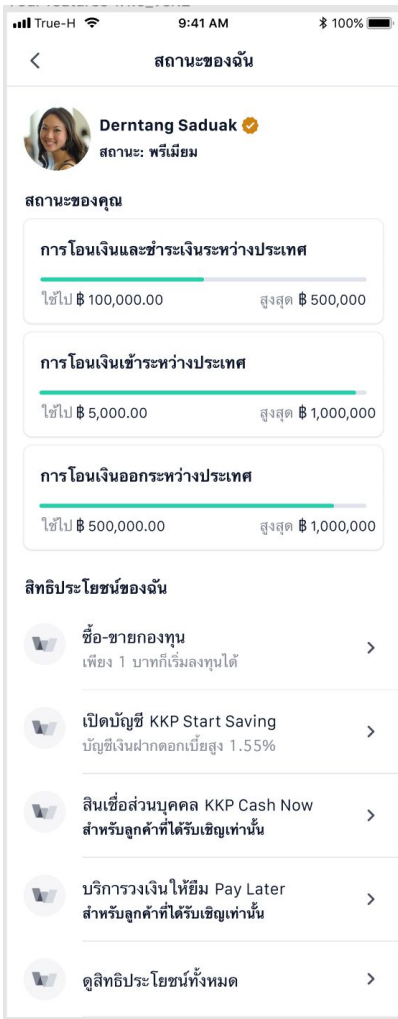 True-H 9:41 AM 100%
สถานะของฉัน
Derntang Saduak
สถานะ: พรีเมียม
สถานะของคุณ
การโอนเงินและชำระเงินระหว่างประเทศ
ใช้ไป ฿ 100,000.00 สูงสุด ฿ 500,000
การโอนเงินเข้าระหว่างประเทศ
ใช้ไป ฿ 5,000.00 สูงสุด ฿ 1,000,000
การโอนเงินออกระหว่างประเทศ
ใช้ไป ฿ 500,000.00 สูงสุด ฿ 1,000,000
สิทธิประโยชน์ของฉัน
ซื้อ-ขายกองทุน
เพียง 1 บาทก็เริ่มลงทุนได้
เปิดบัญชี KKP Start Saving
บัญชีเงินฝากดอกเบี้ยสูง 1.55%
สินเชื่อส่วนบุคคล KKP Cash Now
สำหรับลูกค้าที่ได้รับเชิญเท่านั้น
บริการวงเงินให้ยืม Pay Later
สำหรับลูกค้าที่ได้รับเชิญเท่านั้น
ดูสิทธิประโยชน์ทั้งหมด